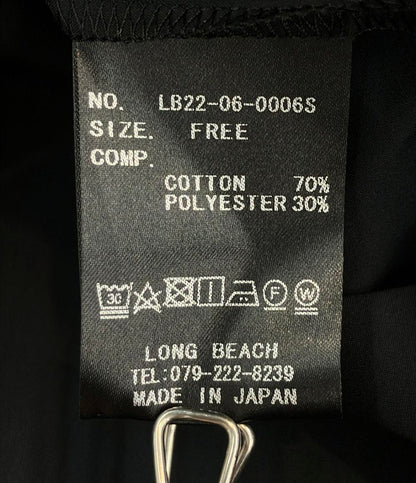 NO. LB22-06-0006S
SIZE. FREE
COMP.
COTTON 70%
POLYESTER 30%
30 F W
LONG BEACH
TEL:079-222-8239
MADE IN JAPAN